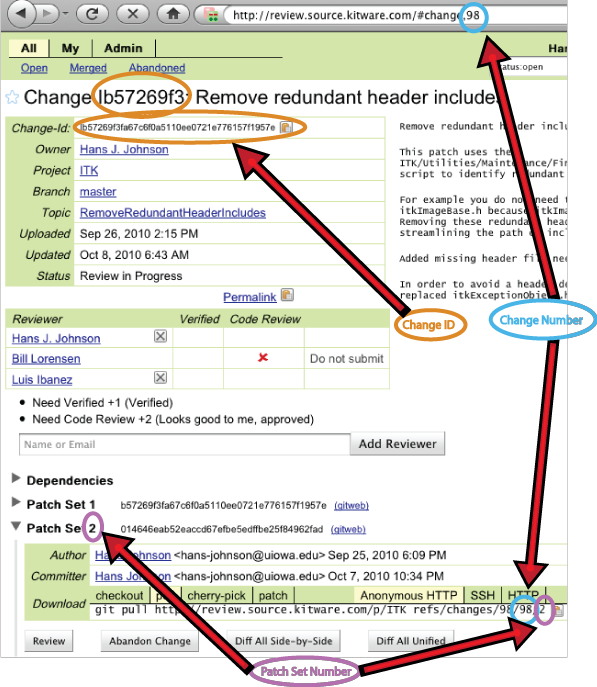 http://review.source.kitware.com/#change,98
All My Admin Har
Open Merged Abandoned status:open
Change Ib57269f3: Remove redundant header includes
Change-Id: Ib57269f3fa67c6f0a5110ee0721e776157f1957e
Remove redundant header inclu
Owner Hans J. Johnson
This patch uses the
Project ITK
ITK/Utilities/Maintenance/Fin
script to identify redundant
Branch master
Topic RemoveRedundantHeaderIncludes
For example you do not need t
itkImageBase.h because itkIma
Uploaded Sep 26, 2010 2:15 PM
Removing these redundant head
streamlining the path of incl
Updated Oct 8, 2010 6:43 AM
Added missing header file nee
Status Review in Progress
In order to avoid a header de
Permalink
replaced itkExceptionObject.h
Reviewer Verified Code Review
Change ID
Change Number
Hans J. Johnson
Bill Lorensen Do not submit
Luis Ibanez
Need Verified +1 (Verified)
Need Code Review +2 (Looks good to me, approved)
Name or Email Add Reviewer
Dependencies
Patch Set 1 b57269f3fa67c6f0a5110ee0721e776157f1957e (gitweb)
Patch Set 2 014646eab52eaccd67efbe5edffbe25f84962fad (gitweb)
Author Hans Johnson <hans-johnson@uiowa.edu> Sep 25, 2010 6:09 PM
Committer Hans Johnson <hans-johnson@uiowa.edu> Oct 7, 2010 10:34 PM
Download checkout pull cherry-pick patch Anonymous HTTP SSH HTTP
git pull http://review.source.kitware.com/p/ITK refs/changes/98/98/2
Review Abandon Change Diff All Side-by-Side Diff All Unified
Patch Set Number